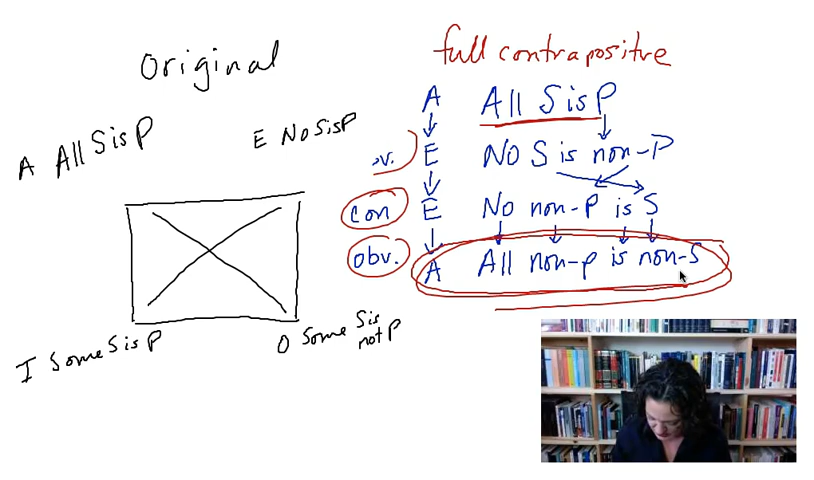 Original
A All S is P
E No S is P
I Some S is P
O Some S is
not P
full contrapositive
A All S is P
ov. E NO S is non-P
con E No non-P is S
obv. A All non-p is non-S